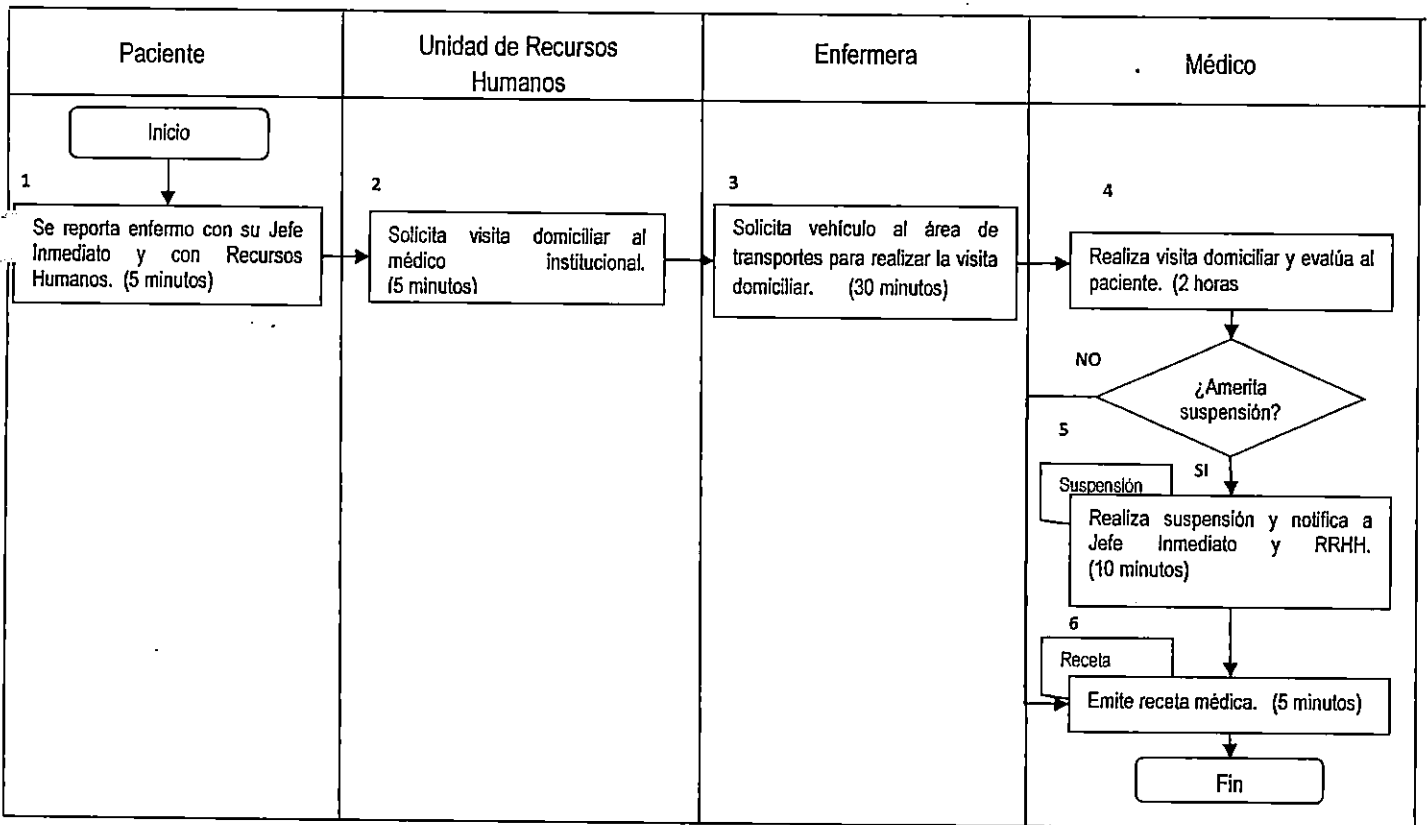 Paciente
Unidad de Recursos
Humanos
Enfermera
Médico
Inicio
1
Se reporta enfermo con su Jefe
Inmediato y con Recursos
Humanos. (5 minutos)
2
Solicita visita domiciliar al
médico institucional.
(5 minutos)
3
Solicita vehículo al área de
transportes para realizar la visita
domiciliar. (30 minutos)
4
Realiza visita domiciliar y evalúa al
paciente. (2 horas
NO
¿Amerita
suspensión?
5
SI
Suspensión
Realiza suspensión y notifica a
Jefe Inmediato y RRHH.
(10 minutos)
6
Receta
Emite receta médica. (5 minutos)
Fin